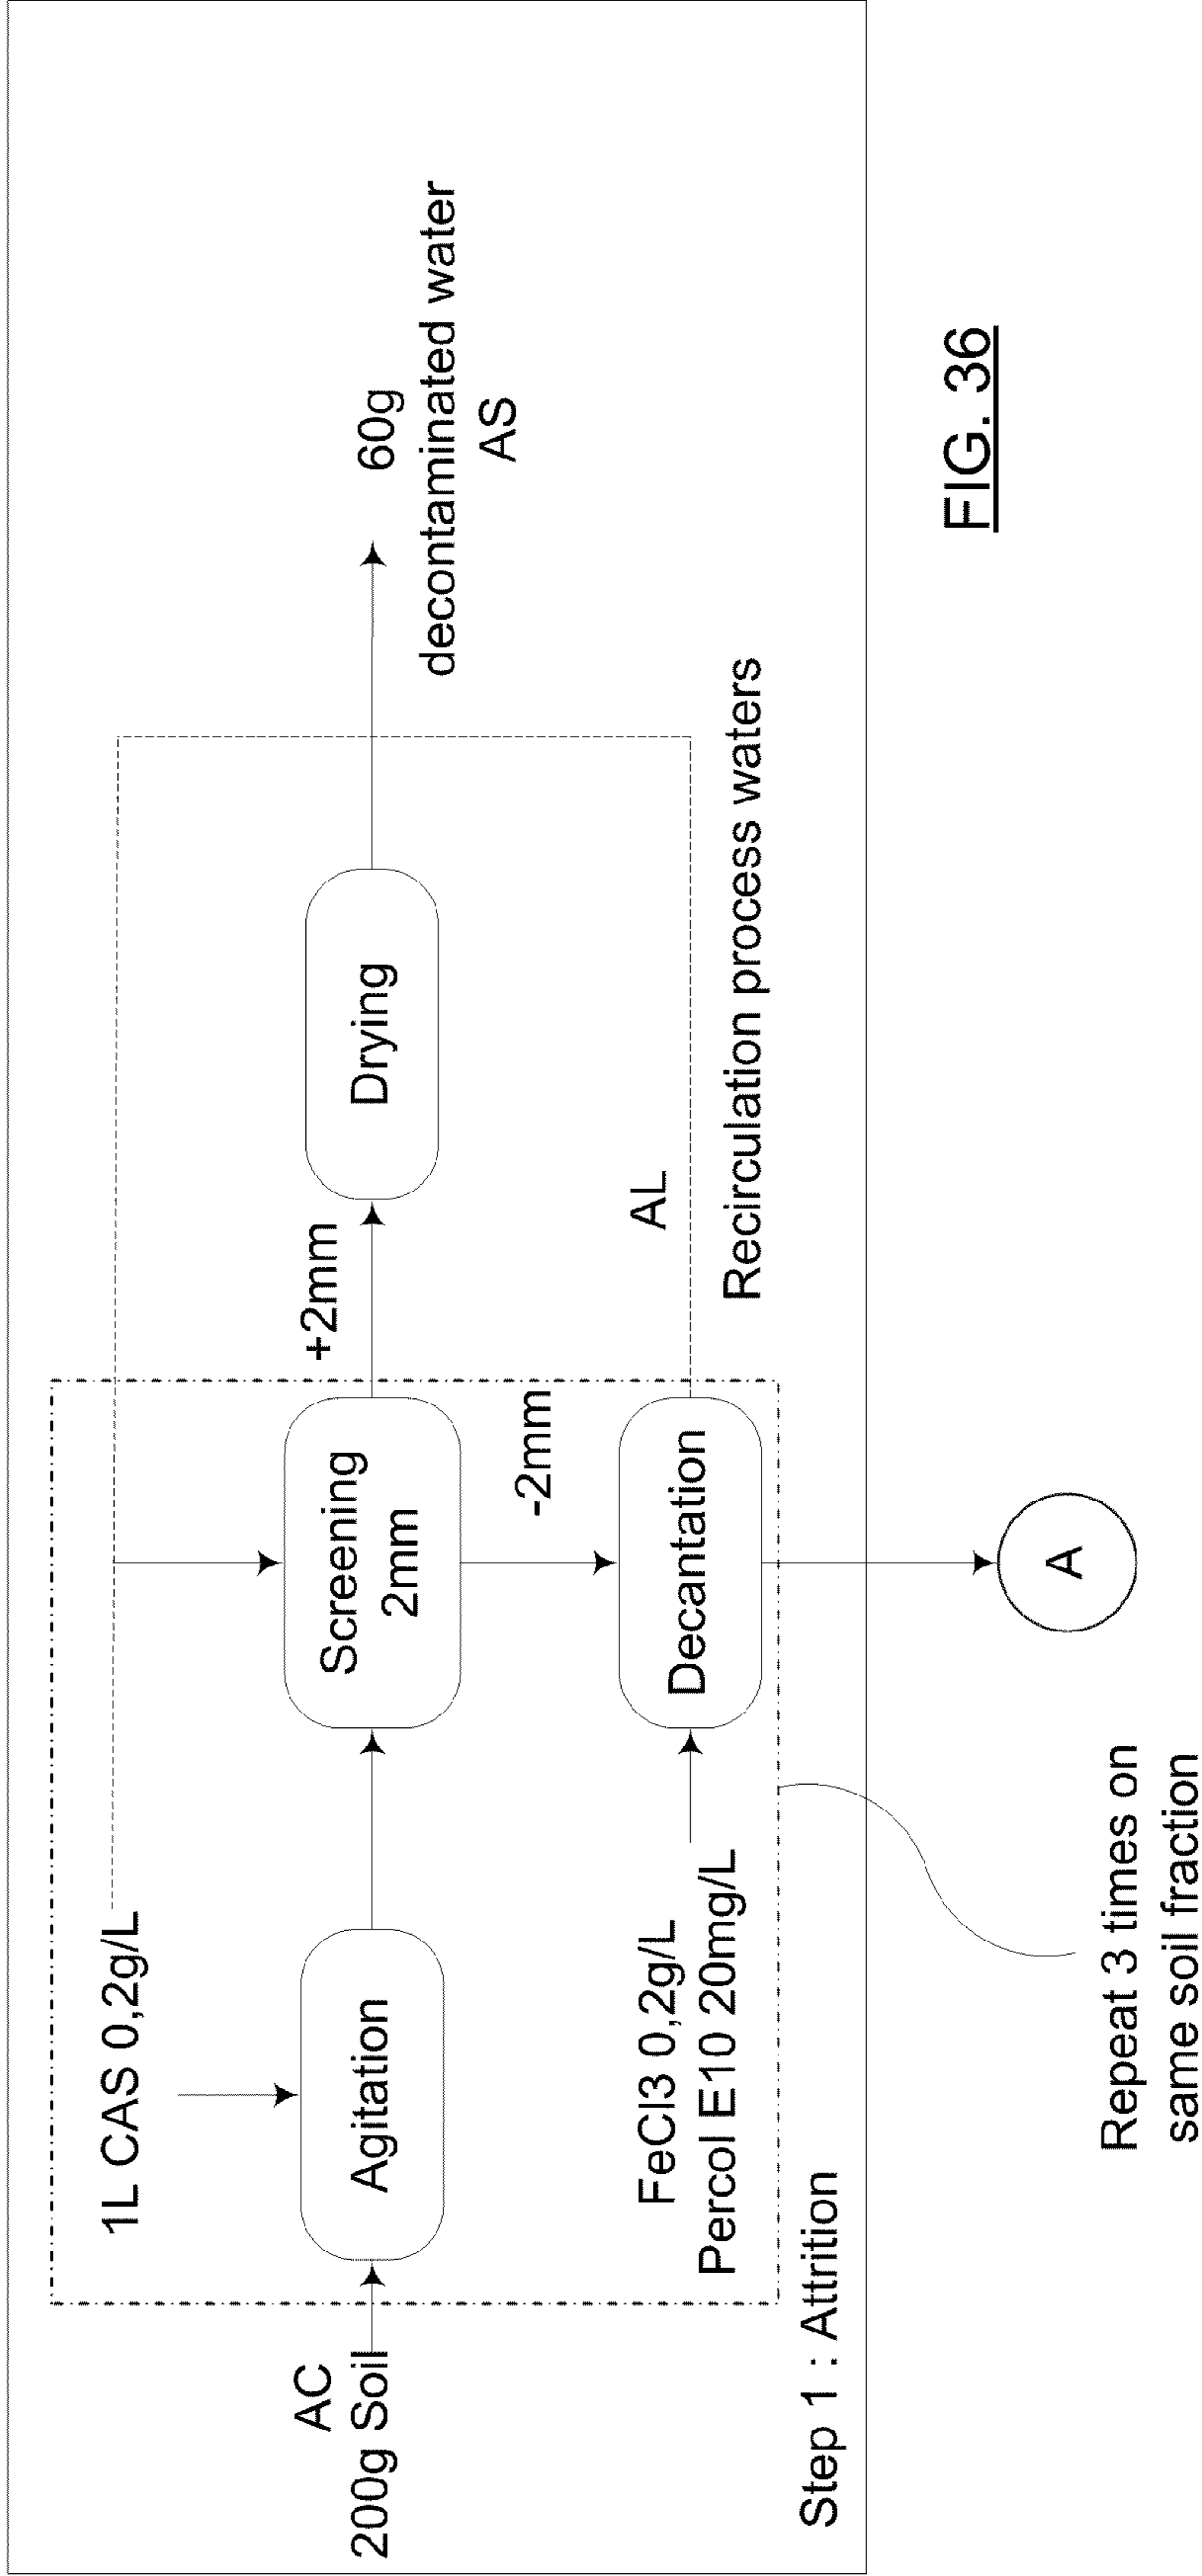 1L CAS 0,2g/L
AC
200g Soil
Agitation
Screening
2mm
+2mm
Drying
60g
decontaminated water
AS
-2mm
FeCl3 0,2g/L
Percol E10 20mg/L
Decantation
AL
Recirculation process waters
Step 1 : Attrition
A
Repeat 3 times on
same soil fraction
FIG. 36